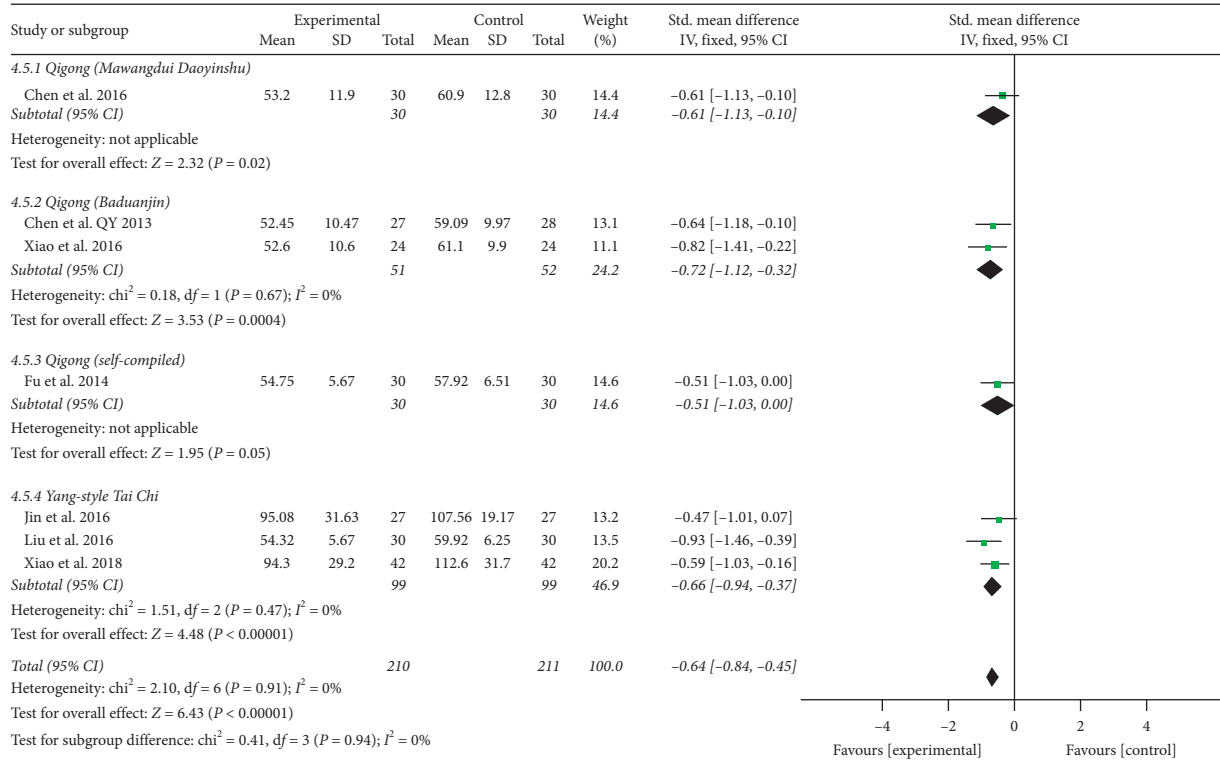 Study or subgroup Experimental Control Weight (%) Std. mean difference IV, fixed, 95% CI Std. mean difference IV, fixed, 95% CI
Mean SD Total Mean SD Total
4.5.1 Qigong (Mawangdui Daoyinshu)
Chen et al. 2016 53.2 11.9 30 60.9 12.8 30 14.4 –0.61 [–1.13, –0.10]
Subtotal (95% CI) 30 30 14.4 –0.61 [–1.13, –0.10]
Heterogeneity: not applicable
Test for overall effect: Z = 2.32 (P = 0.02)
4.5.2 Qigong (Baduanjin)
Chen et al. QY 2013 52.45 10.47 27 59.09 9.97 28 13.1 –0.64 [–1.18, –0.10]
Xiao et al. 2016 52.6 10.6 24 61.1 9.9 24 11.1 –0.82 [–1.41, –0.22]
Subtotal (95% CI) 51 52 24.2 –0.72 [–1.12, –0.32]
Heterogeneity: chi² = 0.18, df = 1 (P = 0.67); I² = 0%
Test for overall effect: Z = 3.53 (P = 0.0004)
4.5.3 Qigong (self-compiled)
Fu et al. 2014 54.75 5.67 30 57.92 6.51 30 14.6 –0.51 [–1.03, 0.00]
Subtotal (95% CI) 30 30 14.6 –0.51 [–1.03, 0.00]
Heterogeneity: not applicable
Test for overall effect: Z = 1.95 (P = 0.05)
4.5.4 Yang-style Tai Chi
Jin et al. 2016 95.08 31.63 27 107.56 19.17 27 13.2 –0.47 [–1.01, 0.07]
Liu et al. 2016 54.32 5.67 30 59.92 6.25 30 13.5 –0.93 [–1.46, –0.39]
Xiao et al. 2018 94.3 29.2 42 112.6 31.7 42 20.2 –0.59 [–1.03, –0.16]
Subtotal (95% CI) 99 99 46.9 –0.66 [–0.94, –0.37]
Heterogeneity: chi² = 1.51, df = 2 (P = 0.47); I² = 0%
Test for overall effect: Z = 4.48 (P < 0.00001)
Total (95% CI) 210 211 100.0 –0.64 [–0.84, –0.45]
Heterogeneity: chi² = 2.10, df = 6 (P = 0.91); I² = 0%
Test for overall effect: Z = 6.43 (P < 0.00001)
Test for subgroup difference: chi² = 0.41, df = 3 (P = 0.94); I² = 0%
–4 –2 0 2 4
Favours [experimental] Favours [control]